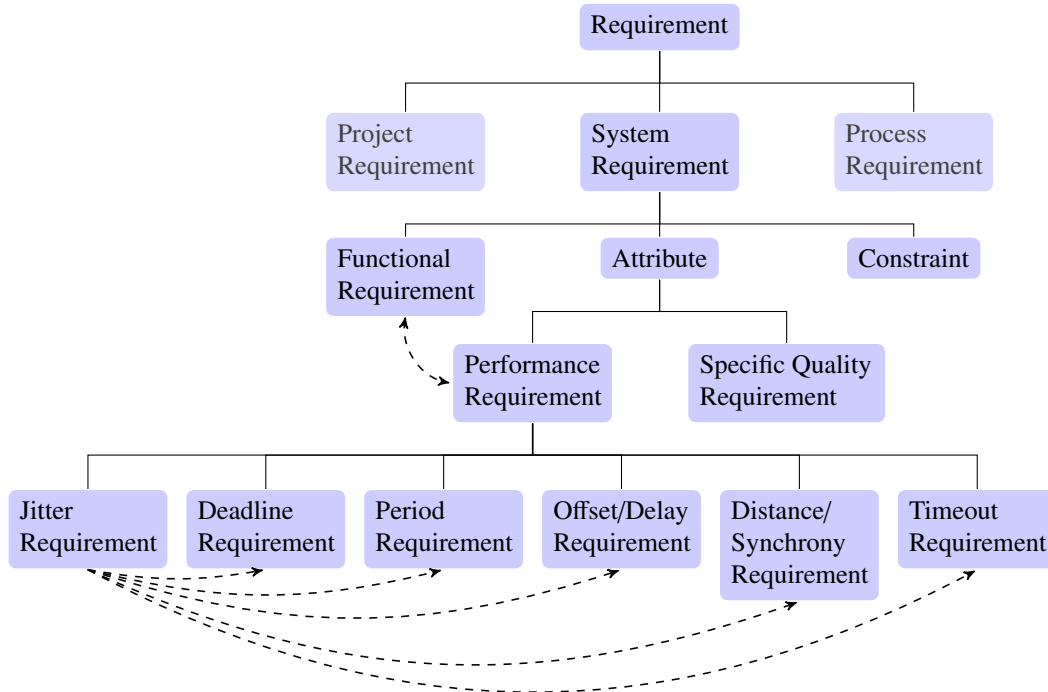 Requirement
Project
Requirement
System
Requirement
Process
Requirement
Functional
Requirement
Attribute
Constraint
Performance
Requirement
Specific Quality
Requirement
Jitter
Requirement
Deadline
Requirement
Period
Requirement
Offset/Delay
Requirement
Distance/
Synchrony
Requirement
Timeout
Requirement